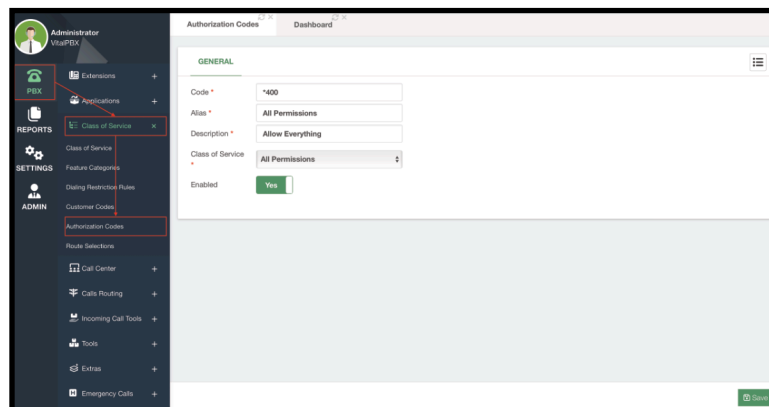 Administrator
VitalPBX
PBX
REPORTS
SETTINGS
ADMIN
Extensions +
Applications +
Class of Service ×
Class of Service
Feature Categories
Dialing Restriction Rules
Customer Codes
Authorization Codes
Route Selections
Call Center +
Calls Routing +
Incoming Call Tools +
Tools +
Extras +
Emergency Calls +
Authorization Codes
Dashboard
GENERAL
Code * *400
Alias * All Permissions
Description * Allow Everything
Class of Service * All Permissions
Enabled Yes
Save